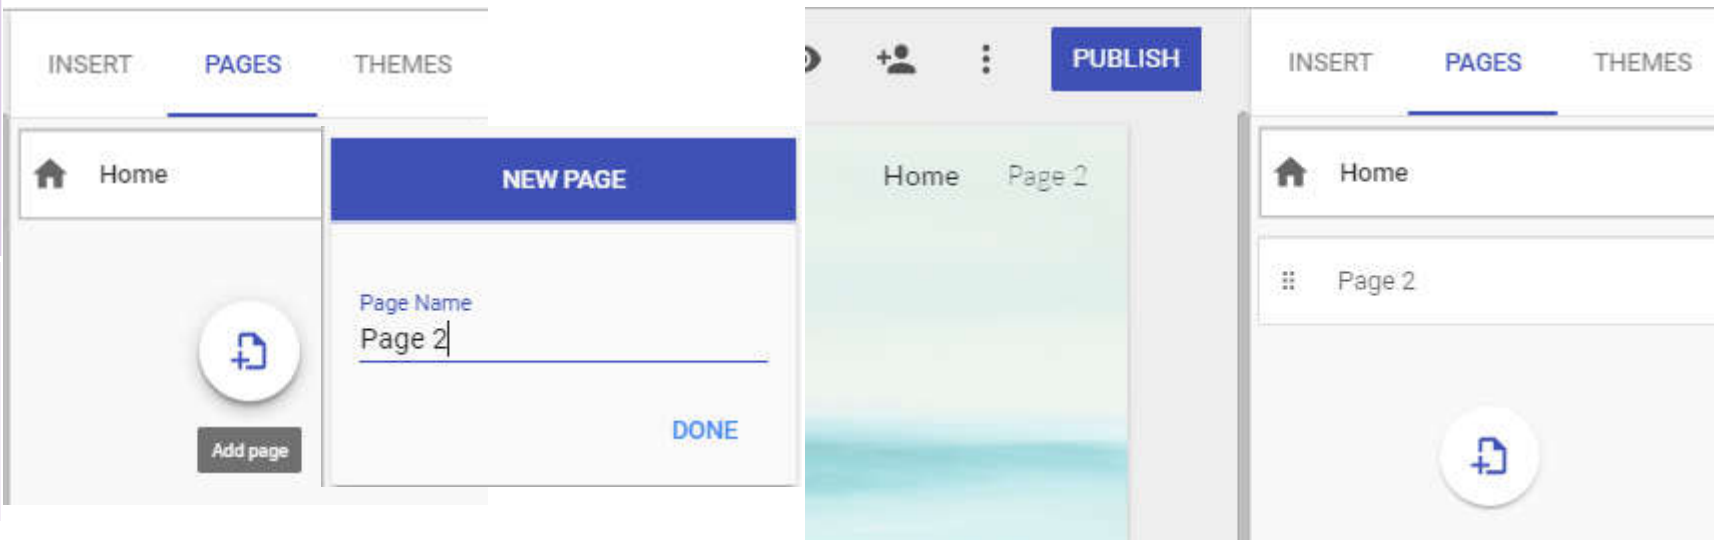 INSERT PAGES THEMES
Home
Add page
NEW PAGE
Page Name
Page 2
DONE
PUBLISH
Home Page 2
INSERT PAGES THEMES
Home
Page 2